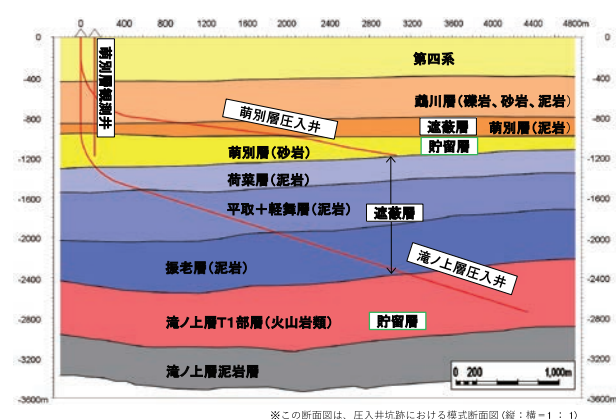 0 400 800 1200 1600 2000 2400 2800 3200 3600 4000 4400 4800m
0
-400
-800
-1200
-1600
-2000
-2400
-2800
-3200
-3600m
萌別層観測井
第四系
鵡川層(礫岩、砂岩、泥岩)
萌別層圧入井
遮蔽層 萌別層(泥岩)
貯留層
萌別層(砂岩)
荷菜層(泥岩)
平取+軽舞層(泥岩)
遮蔽層
振老層(泥岩)
滝ノ上層圧入井
滝ノ上層T1部層(火山岩類) 貯留層
滝ノ上層泥岩層
0 200 1,000m
0
-400
-800
-1200
-1600
-2000
-2400
-2800
-3200
-3600m
※この断面図は、圧入井坑跡における模式断面図(縦:横=1:1)